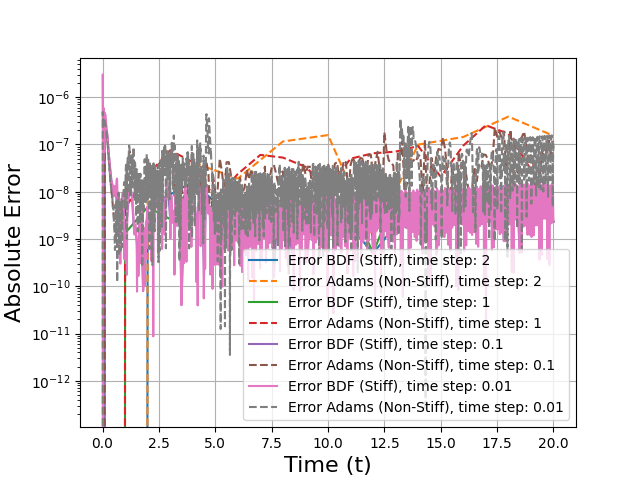 Absolute Error
10⁻⁶
10⁻⁷
10⁻⁸
10⁻⁹
10⁻¹⁰
10⁻¹¹
10⁻¹²
Error BDF (Stiff), time step: 2
Error Adams (Non-Stiff), time step: 2
Error BDF (Stiff), time step: 1
Error Adams (Non-Stiff), time step: 1
Error BDF (Stiff), time step: 0.1
Error Adams (Non-Stiff), time step: 0.1
Error BDF (Stiff), time step: 0.01
Error Adams (Non-Stiff), time step: 0.01
0.0 2.5 5.0 7.5 10.0 12.5 15.0 17.5 20.0
Time (t)